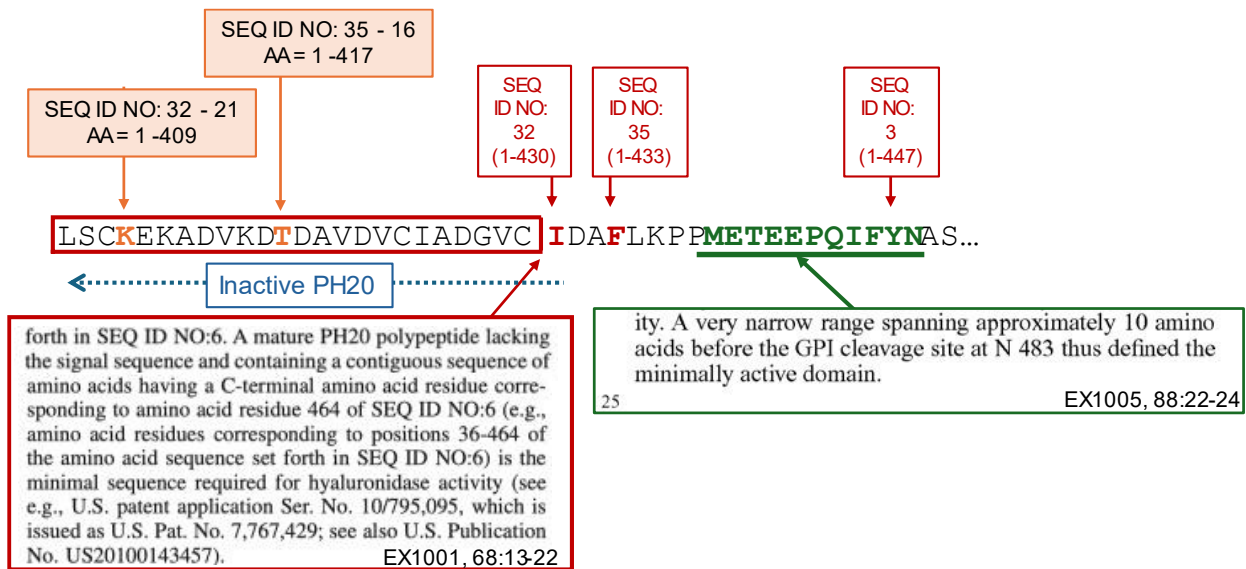 SEQ ID NO: 35 - 16
AA= 1 -417
SEQ ID NO: 32 - 21
AA= 1 -409
SEQ
ID NO:
32
(1-430)
SEQ
ID NO:
35
(1-433)
SEQ
ID NO:
3
(1-447)
LSCKEKADVKDTDAVDVCIADGVCIDAFLKPPMETEEPQIFYNAS…
Inactive PH20
forth in SEQ ID NO:6. A mature PH20 polypeptide lacking
the signal sequence and containing a contiguous sequence of
amino acids having a C-terminal amino acid residue corre-
sponding to amino acid residue 464 of SEQ ID NO:6 (e.g.,
amino acid residues corresponding to positions 36-464 of
the amino acid sequence set forth in SEQ ID NO:6) is the
minimal sequence required for hyaluronidase activity (see
e.g., U.S. patent application Ser. No. 10/795,095, which is
issued as U.S. Pat. No. 7,767,429; see also U.S. Publication
No. US20100143457).
EX1001, 68:13-22
ity. A very narrow range spanning approximately 10 amino
acids before the GPI cleavage site at N 483 thus defined the
minimally active domain.
25
EX1005, 88:22-24